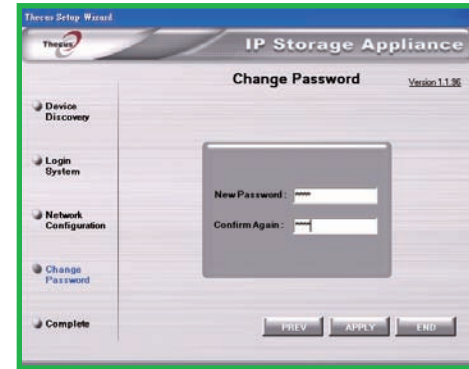 Thecus Setup Wizard
Thecus
IP Storage Appliance
Change Password
Version 1.1.96
Device
Discovery
Login
System
Network
Configuration
Change
Password
Complete
New Password :
Confirm Again :
PREV
APPLY
END